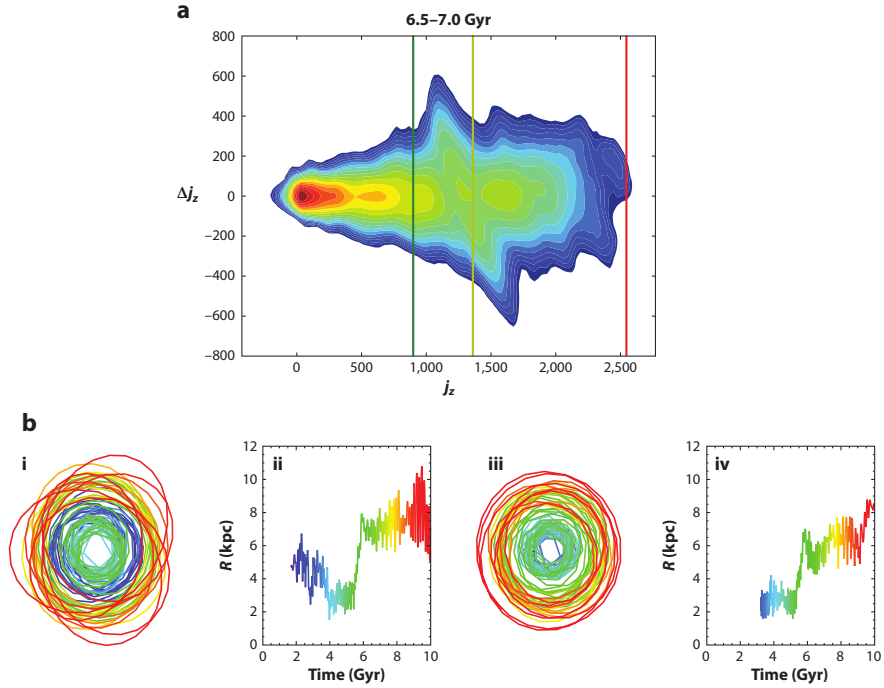 a
6.5–7.0 Gyr
800
600
400
200
0
–200
–400
–600
–800
Δj_z
0 500 1,000 1,500 2,000 2,500
j_z
b
i
ii
12
10
8
6
4
2
0
R (kpc)
0 2 4 6 8 10
Time (Gyr)
iii
iv
12
10
8
6
4
2
0
R (kpc)
0 2 4 6 8 10
Time (Gyr)